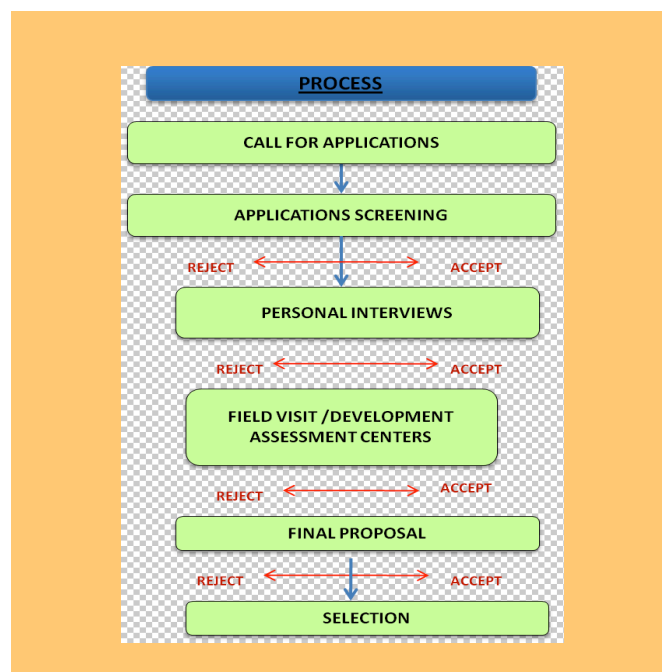 PROCESS
CALL FOR APPLICATIONS
APPLICATIONS SCREENING
REJECT ACCEPT
PERSONAL INTERVIEWS
REJECT ACCEPT
FIELD VISIT /DEVELOPMENT
ASSESSMENT CENTERS
REJECT ACCEPT
FINAL PROPOSAL
REJECT ACCEPT
SELECTION